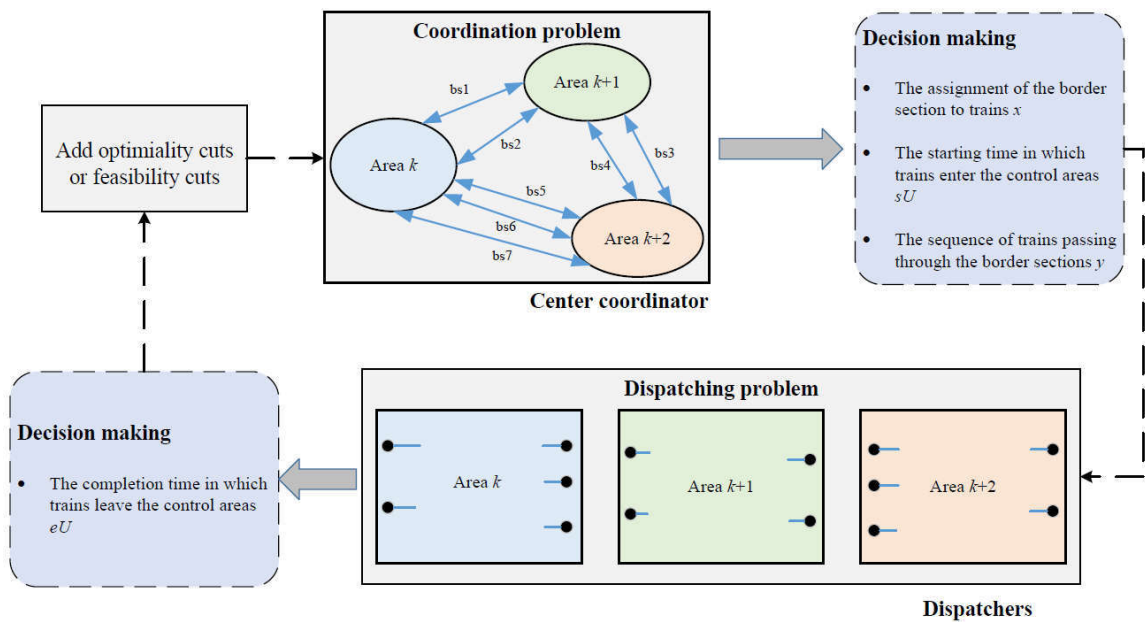 Coordination problem
Area k+1
bs1
bs2
Area k
bs4
bs3
bs5
bs6
bs7
Area k+2
Center coordinator
Add optimiality cuts
or feasibility cuts
Decision making
• The assignment of the border
section to trains x
• The starting time in which
trains enter the control areas
sU
• The sequence of trains passing
through the border sections y
Dispatching problem
Area k
Area k+1
Area k+2
Dispatchers
Decision making
• The completion time in which
trains leave the control areas
eU